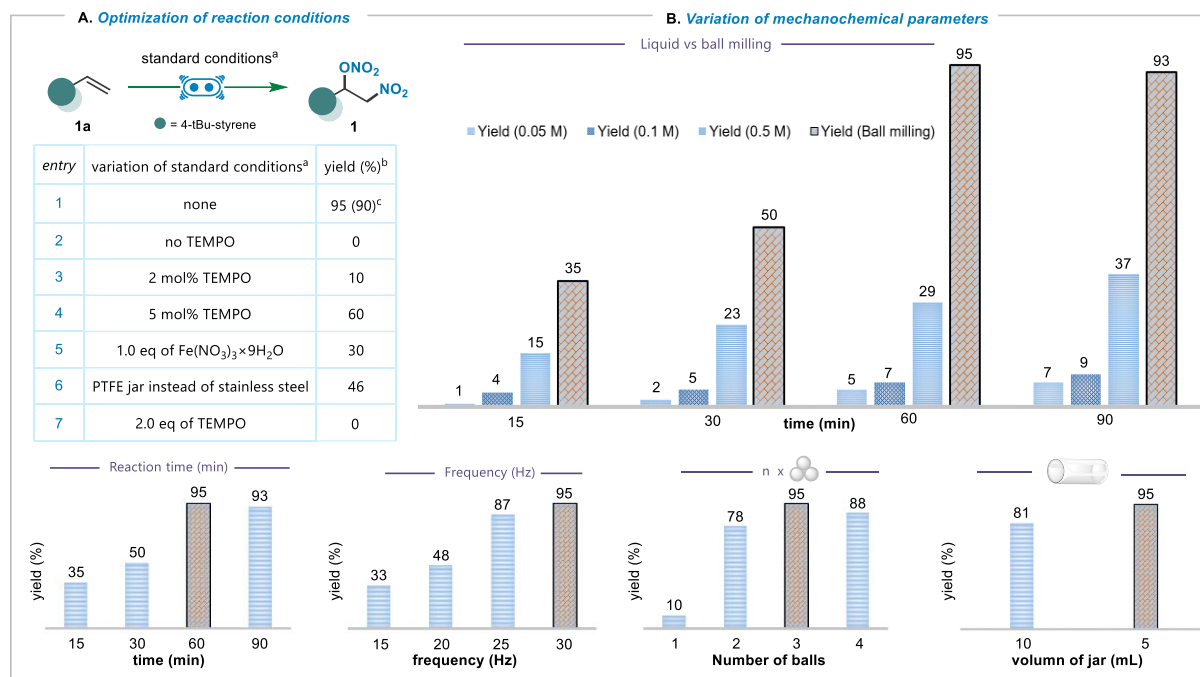 A. Optimization of reaction conditions
standard conditionsᵃ
ONO₂
NO₂
1a
= 4-tBu-styrene
1
entry variation of standard conditionsᵃ yield (%)ᵇ
1 none 95 (90)ᶜ
2 no TEMPO 0
3 2 mol% TEMPO 10
4 5 mol% TEMPO 60
5 1.0 eq of Fe(NO₃)₃×9H₂O 30
6 PTFE jar instead of stainless steel 46
7 2.0 eq of TEMPO 0
B. Variation of mechanochemical parameters
Liquid vs ball milling
Yield (0.05 M) Yield (0.1 M) Yield (0.5 M) Yield (Ball milling)
1 4 15 35
2 5 23 50
5 7 29 95
7 9 37 93
15 30 60 90
time (min)
Reaction time (min)
yield (%)
35 50 95 93
15 30 60 90
time (min)
Frequency (Hz)
yield (%)
33 48 87 95
15 20 25 30
frequency (Hz)
n x
yield (%)
10 78 95 88
1 2 3 4
Number of balls
yield (%)
81 95
10 5
volumn of jar (mL)